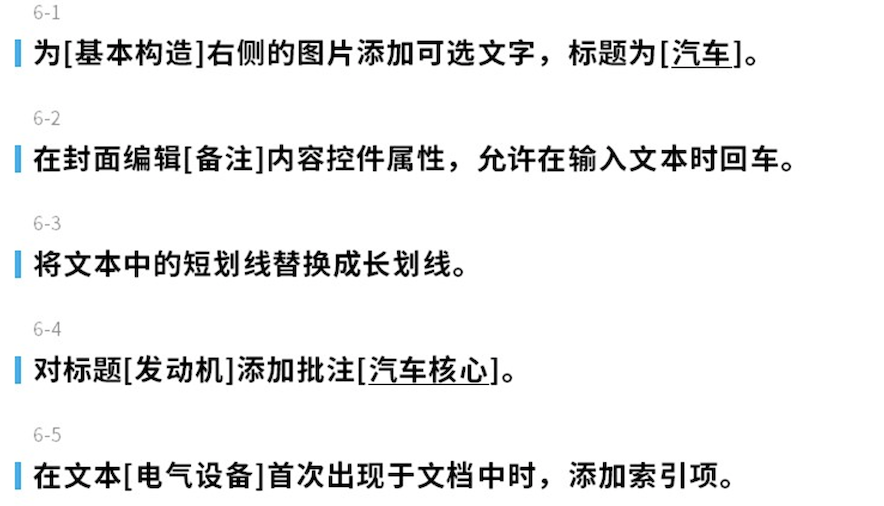 6-1
为[基本构造]右侧的图片添加可选文字，标题为[汽车]。
6-2
在封面编辑[备注]内容控件属性，允许在输入文本时回车。
6-3
将文本中的短划线替换成长划线。
6-4
对标题[发动机]添加批注[汽车核心]。
6-5
在文本[电气设备]首次出现于文档中时，添加索引项。